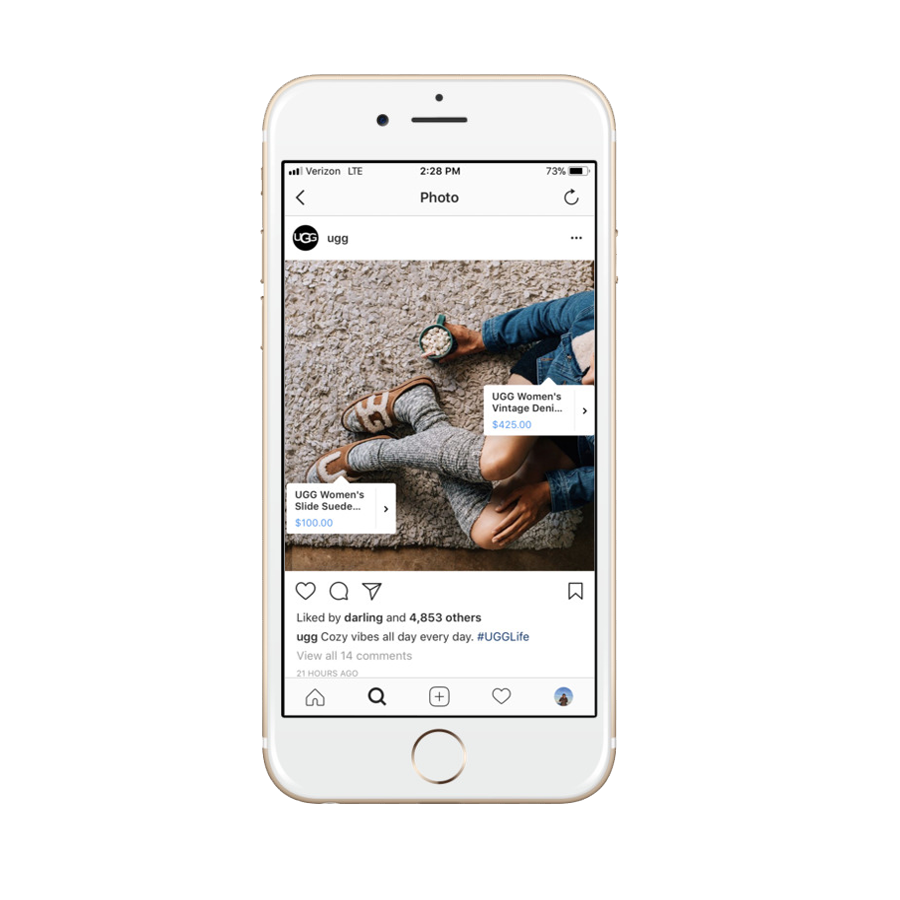 Verizon LTE 2:28 PM 73%
Photo
UGG ugg
UGG Women's
Vintage Deni...
$425.00
UGG Women's
Slide Suede...
$100.00
Liked by darling and 4,853 others
ugg Cozy vibes all day every day. #UGGLife
View all 14 comments
21 HOURS AGO